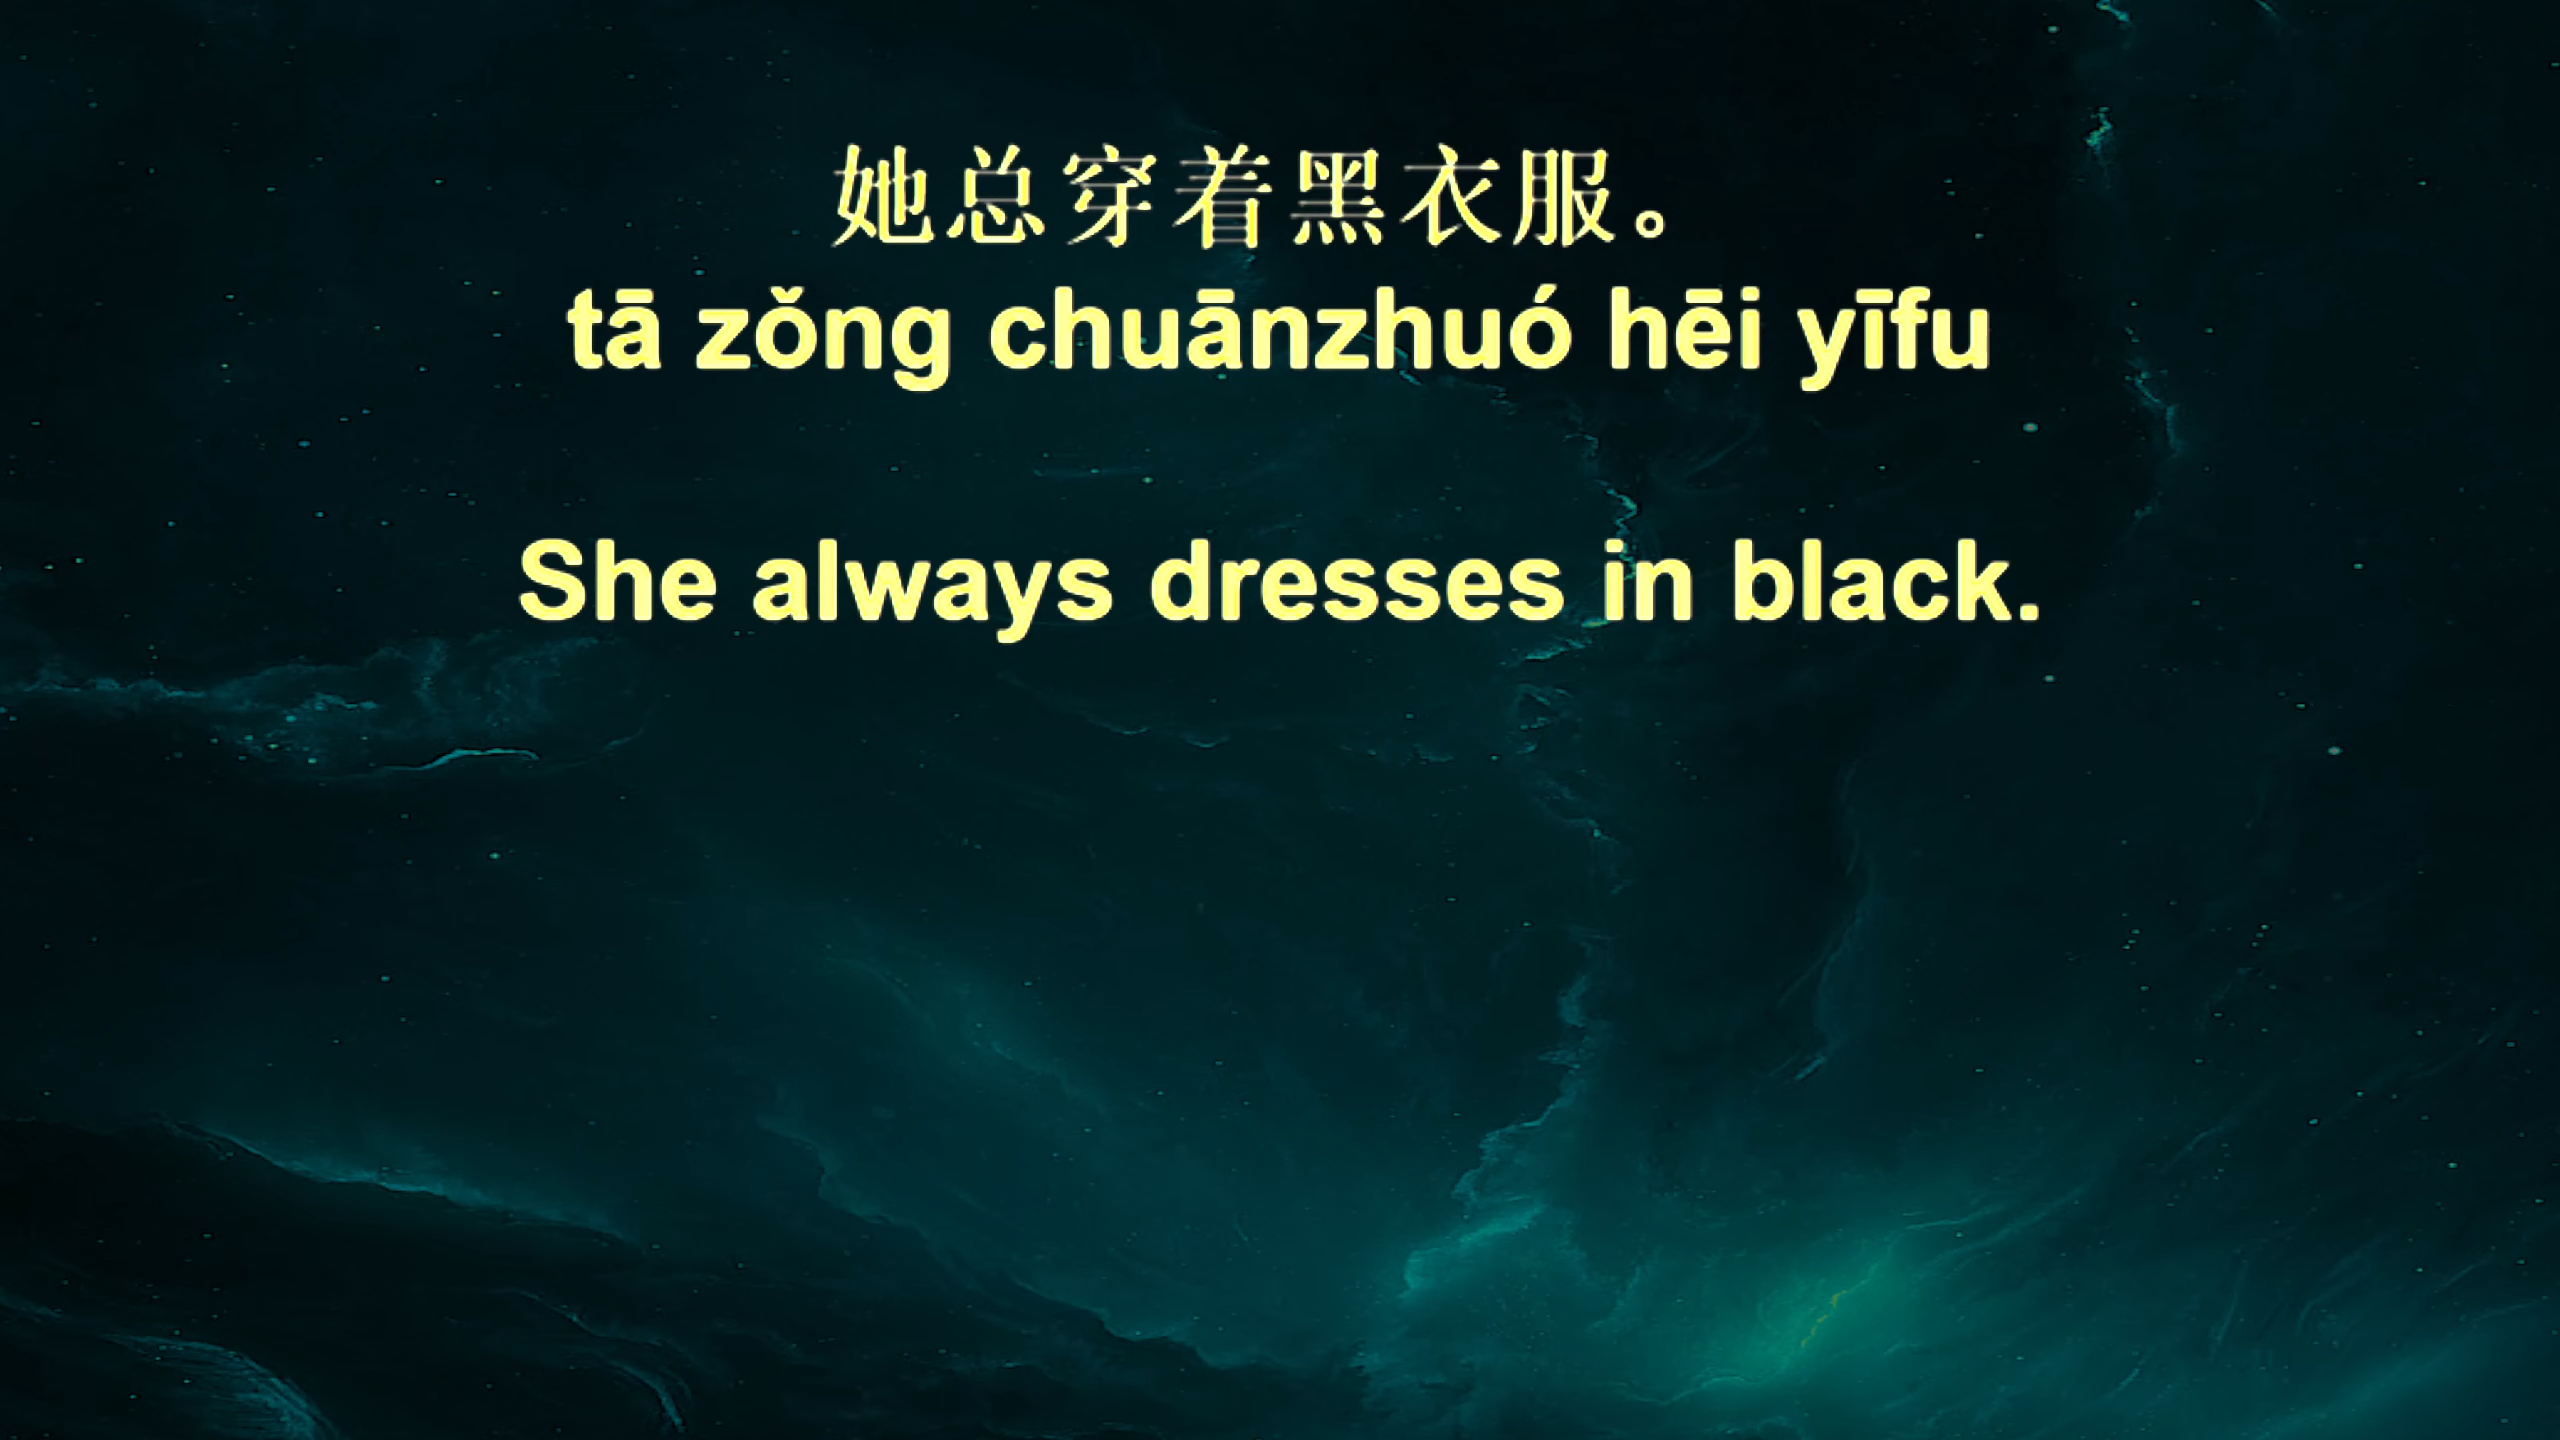 她总穿着黑衣服。
tā zǒng chuānzhuó hēi yīfu
She always dresses in black.